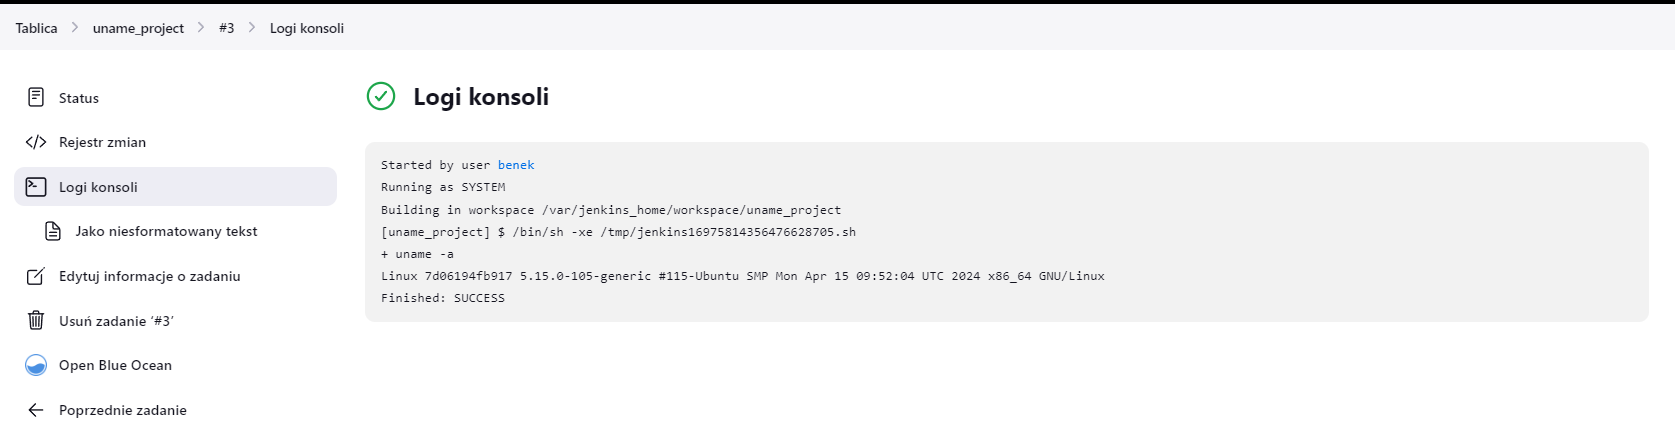 Tablica > uname_project > #3 > Logi konsoli
Status
Rejestr zmian
Logi konsoli
Jako niesformatowany tekst
Edytuj informacje o zadaniu
Usuń zadanie ‘#3’
Open Blue Ocean
Poprzednie zadanie
Logi konsoli
Started by user benek
Running as SYSTEM
Building in workspace /var/jenkins_home/workspace/uname_project
[uname_project] $ /bin/sh -xe /tmp/jenkins16975814356476628705.sh
+ uname -a
Linux 7d06194fb917 5.15.0-105-generic #115-Ubuntu SMP Mon Apr 15 09:52:04 UTC 2024 x86_64 GNU/Linux
Finished: SUCCESS